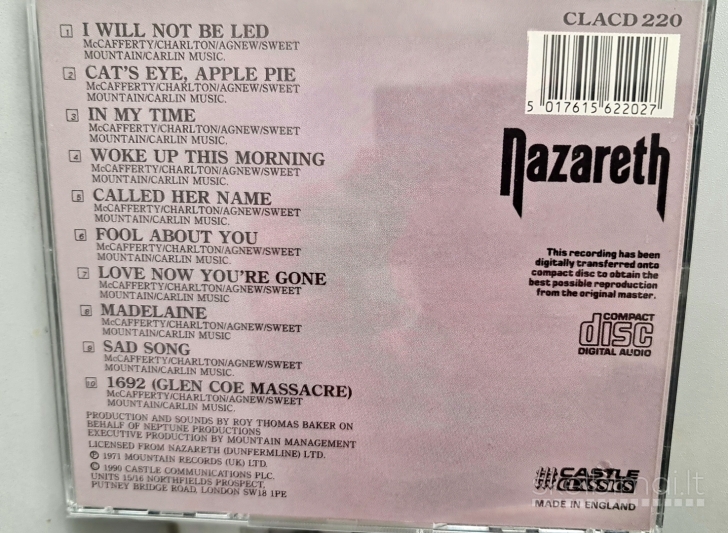 1 I WILL NOT BE LED
McCAFFERTY/CHARLTON/AGNEW/SWEET
MOUNTAIN/CARLIN MUSIC.
2 CAT'S EYE, APPLE PIE
McCAFFERTY/CHARLTON/AGNEW/SWEET
MOUNTAIN/CARLIN MUSIC.
3 IN MY TIME
McCAFFERTY/CHARLTON/AGNEW/SWEET
MOUNTAIN/CARLIN MUSIC.
4 WOKE UP THIS MORNING
McCAFFERTY/CHARLTON/AGNEW/SWEET
MOUNTAIN/CARLIN MUSIC.
5 CALLED HER NAME
McCAFFERTY/CHARLTON/AGNEW/SWEET
MOUNTAIN/CARLIN MUSIC.
6 FOOL ABOUT YOU
McCAFFERTY/CHARLTON/AGNEW/SWEET
MOUNTAIN/CARLIN MUSIC.
7 LOVE NOW YOU'RE GONE
McCAFFERTY/CHARLTON/AGNEW/SWEET
MOUNTAIN/CARLIN MUSIC
8 MADELAINE
McCAFFERTY/CHARLTON/AGNEW/SWEET
MOUNTAIN/CARLIN MUSIC
9 SAD SONG
McCAFFERTY/CHARLTON/AGNEW/SWEET
MOUNTAIN/CARLIN MUSIC.
10 1692 (GLEN COE MASSACRE)
McCAFFERTY/CHARLTON/AGNEW/SWEET
MOUNTAIN/CARLIN MUSIC.
PRODUCTION AND SOUNDS BY ROY THOMAS BAKER ON
BEHALF OF NEPTUNE PRODUCTIONS
EXECUTIVE PRODUCTION BY MOUNTAIN MANAGEMENT
LICENSED FROM NAZARETH (DUNFERMLINE) LTD.
℗ 1971 MOUNTAIN RECORDS (UK) LTD.
© 1990 CASTLE COMMUNICATIONS PLC.
UNITS 15/16 NORTHFIELDS PROSPECT,
PUTNEY BRIDGE ROAD, LONDON SW18 1PE
CLACD 220
5 017615 622027
Nazareth
This recording has been
digitally transferred onto
compact disc to obtain the
best possible reproduction
from the original master.
COMPACT
disc
DIGITAL AUDIO
CASTLE
CLASSICS
MADE IN ENGLAND